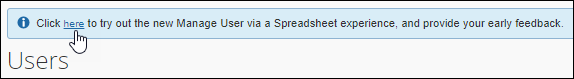 Click here to try out the new Manage User via a Spreadsheet experience, and provide your early feedback.
Users